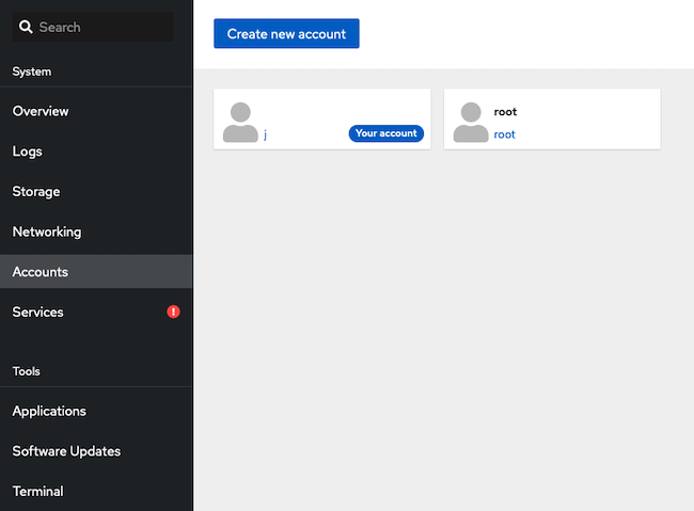 Search
System
Overview
Logs
Storage
Networking
Accounts
Services
Tools
Applications
Software Updates
Terminal
Create new account
j
Your account
root
root